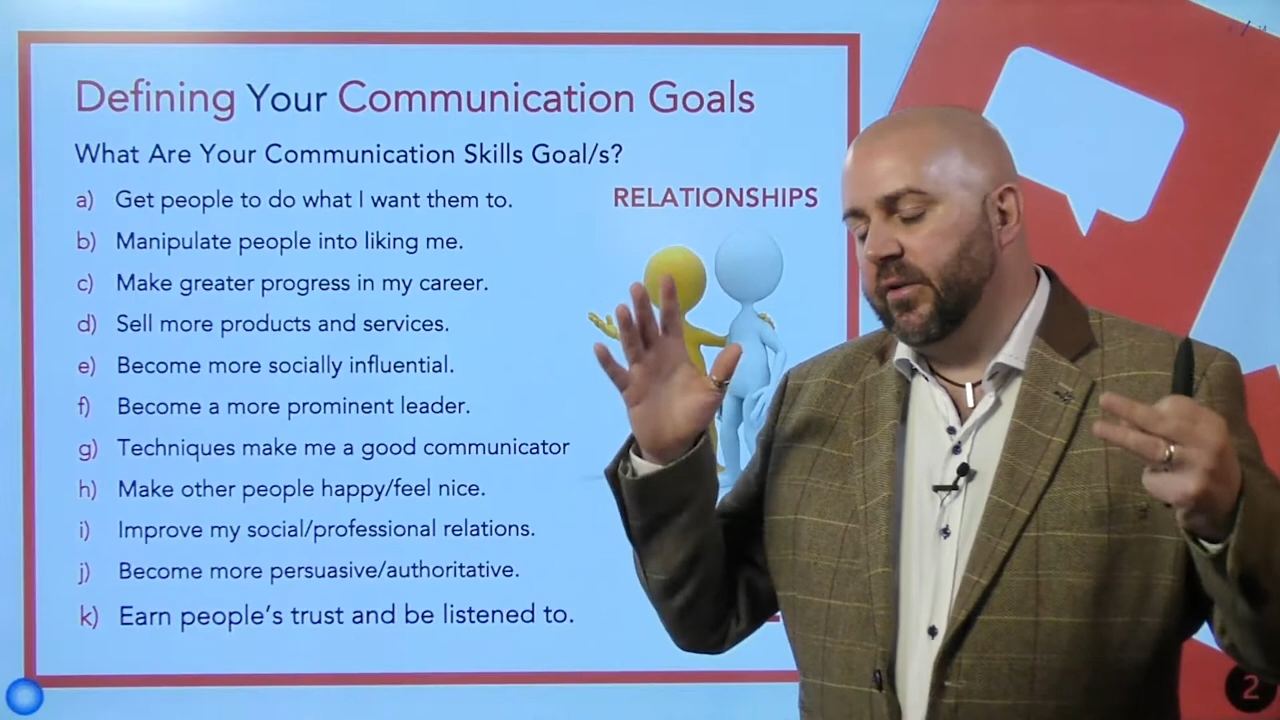 Defining Your Communication Goals
What Are Your Communication Skills Goal/s?
RELATIONSHIPS
a) Get people to do what I want them to.
b) Manipulate people into liking me.
c) Make greater progress in my career.
d) Sell more products and services.
e) Become more socially influential.
f) Become a more prominent leader.
g) Techniques make me a good communicator
h) Make other people happy/feel nice.
i) Improve my social/professional relations.
j) Become more persuasive/authoritative.
k) Earn people's trust and be listened to.
2